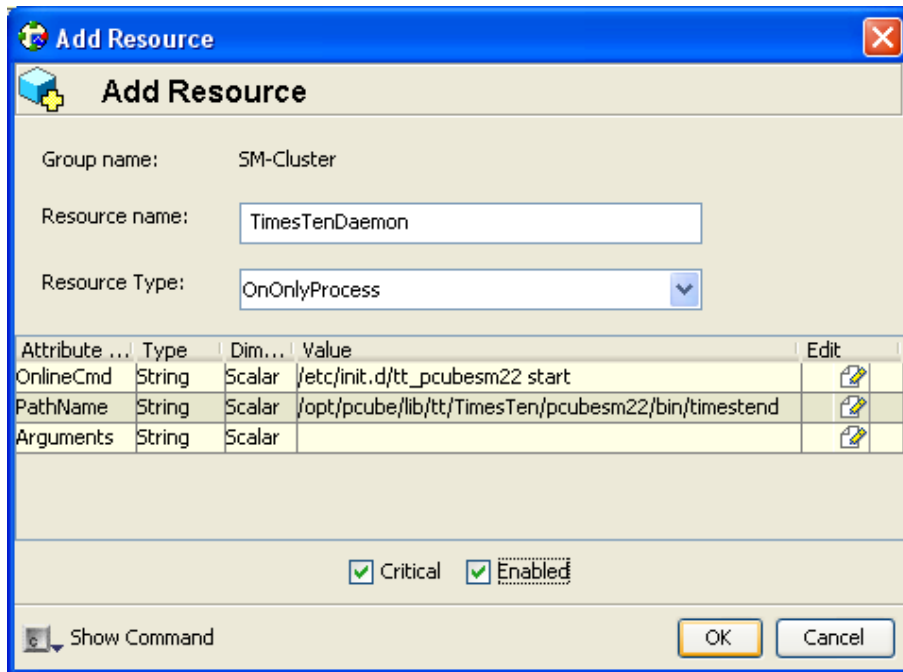 Add Resource
Add Resource
Group name: SM-Cluster
Resource name: TimesTenDaemon
Resource Type: OnOnlyProcess
Attribute ... Type Dim... Value Edit
OnlineCmd String Scalar /etc/init.d/tt_pcubesm22 start
PathName String Scalar /opt/pcube/lib/tt/TimesTen/pcubesm22/bin/timestend
Arguments String Scalar
Critical Enabled
c Show Command OK Cancel